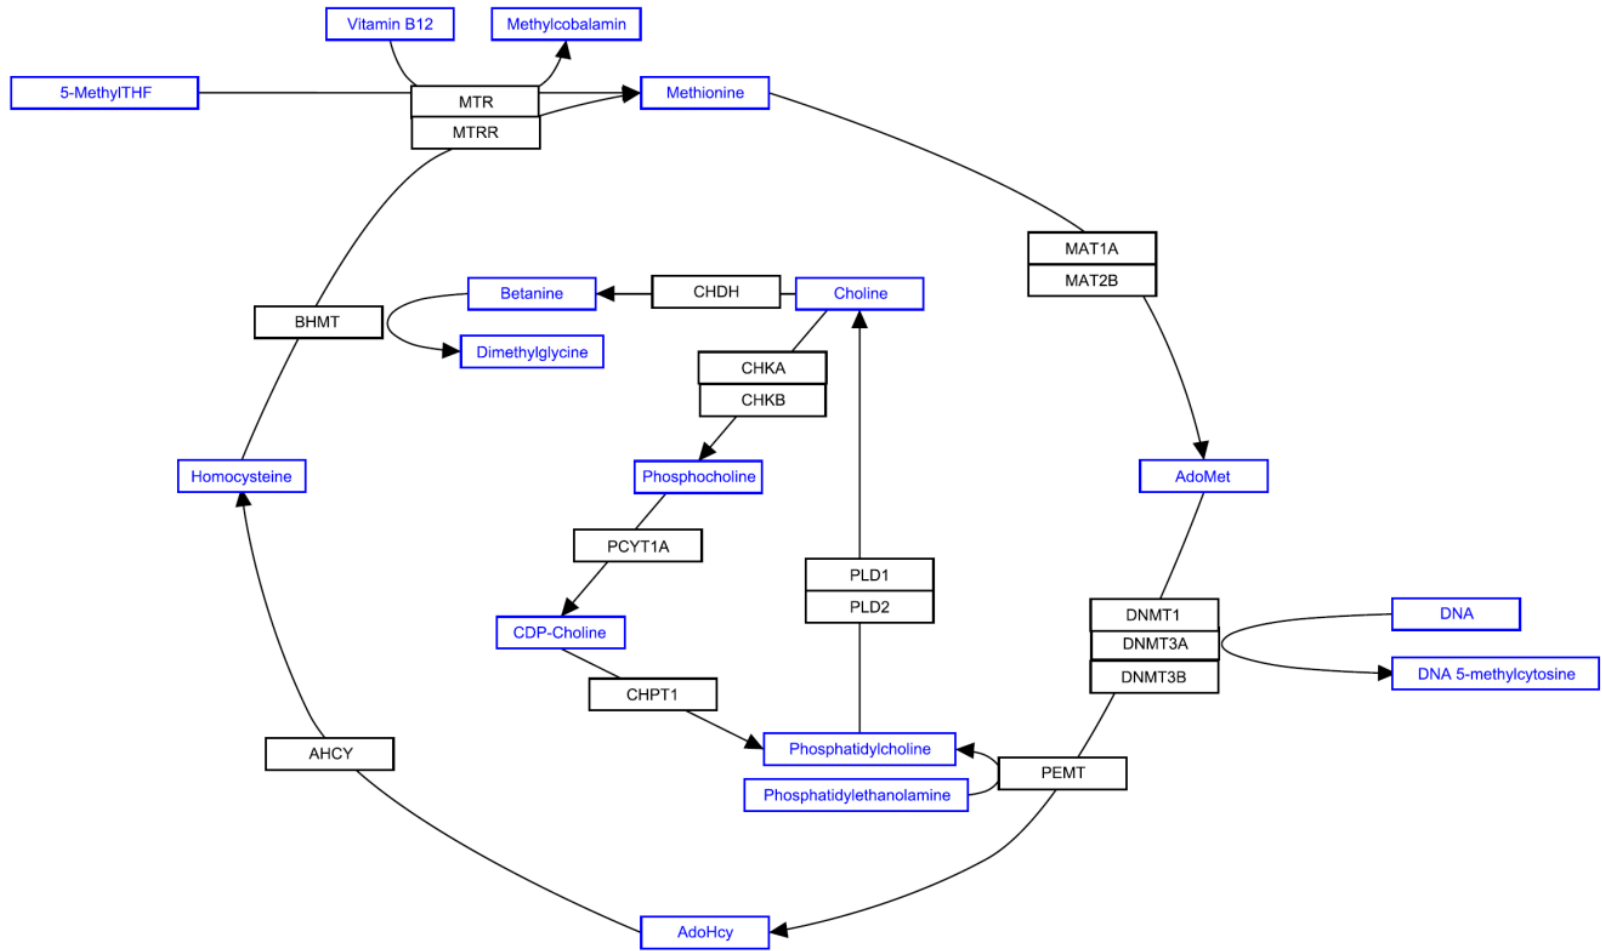 Vitamin B12
Methylcobalamin
5-MethylTHF
MTR
Methionine
MTRR
MAT1A
MAT2B
Betanine
CHDH
Choline
BHMT
Dimethylglycine
CHKA
CHKB
Homocysteine
Phosphocholine
AdoMet
PCYT1A
PLD1
PLD2
CDP-Choline
DNMT1
DNA
DNMT3A
DNMT3B
DNA 5-methylcytosine
CHPT1
AHCY
Phosphatidylcholine
PEMT
Phosphatidylethanolamine
AdoHcy